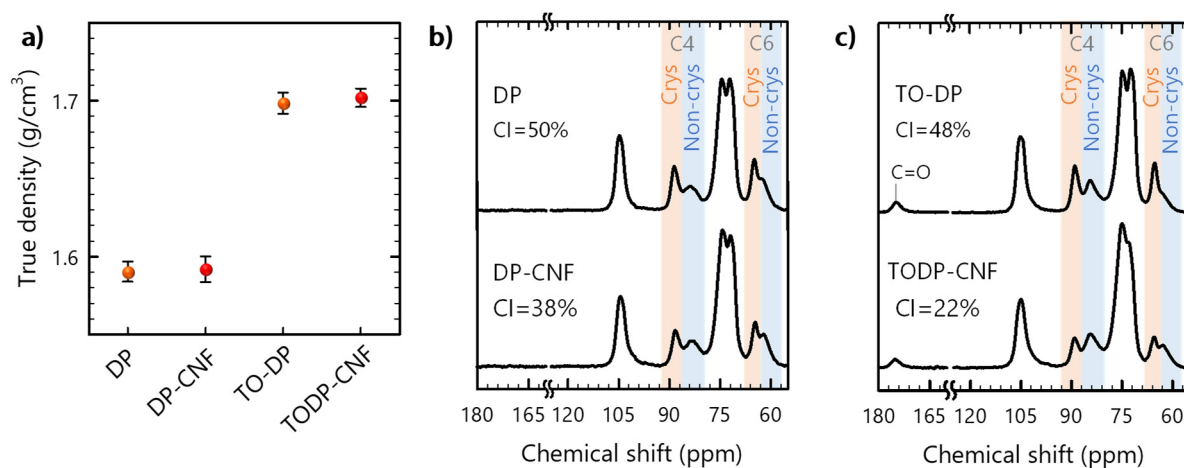 a)
True density (g/cm³)
1.7
1.6
DP
DP-CNF
TO-DP
TODP-CNF
b)
C4
C6
Crys
Non-crys
Crys
Non-crys
DP
CI=50%
DP-CNF
CI=38%
180 165 120 105 90 75 60
Chemical shift (ppm)
c)
C4
C6
Crys
Non-crys
Crys
Non-crys
TO-DP
CI=48%
C=O
TODP-CNF
CI=22%
180 165 120 105 90 75 60
Chemical shift (ppm)